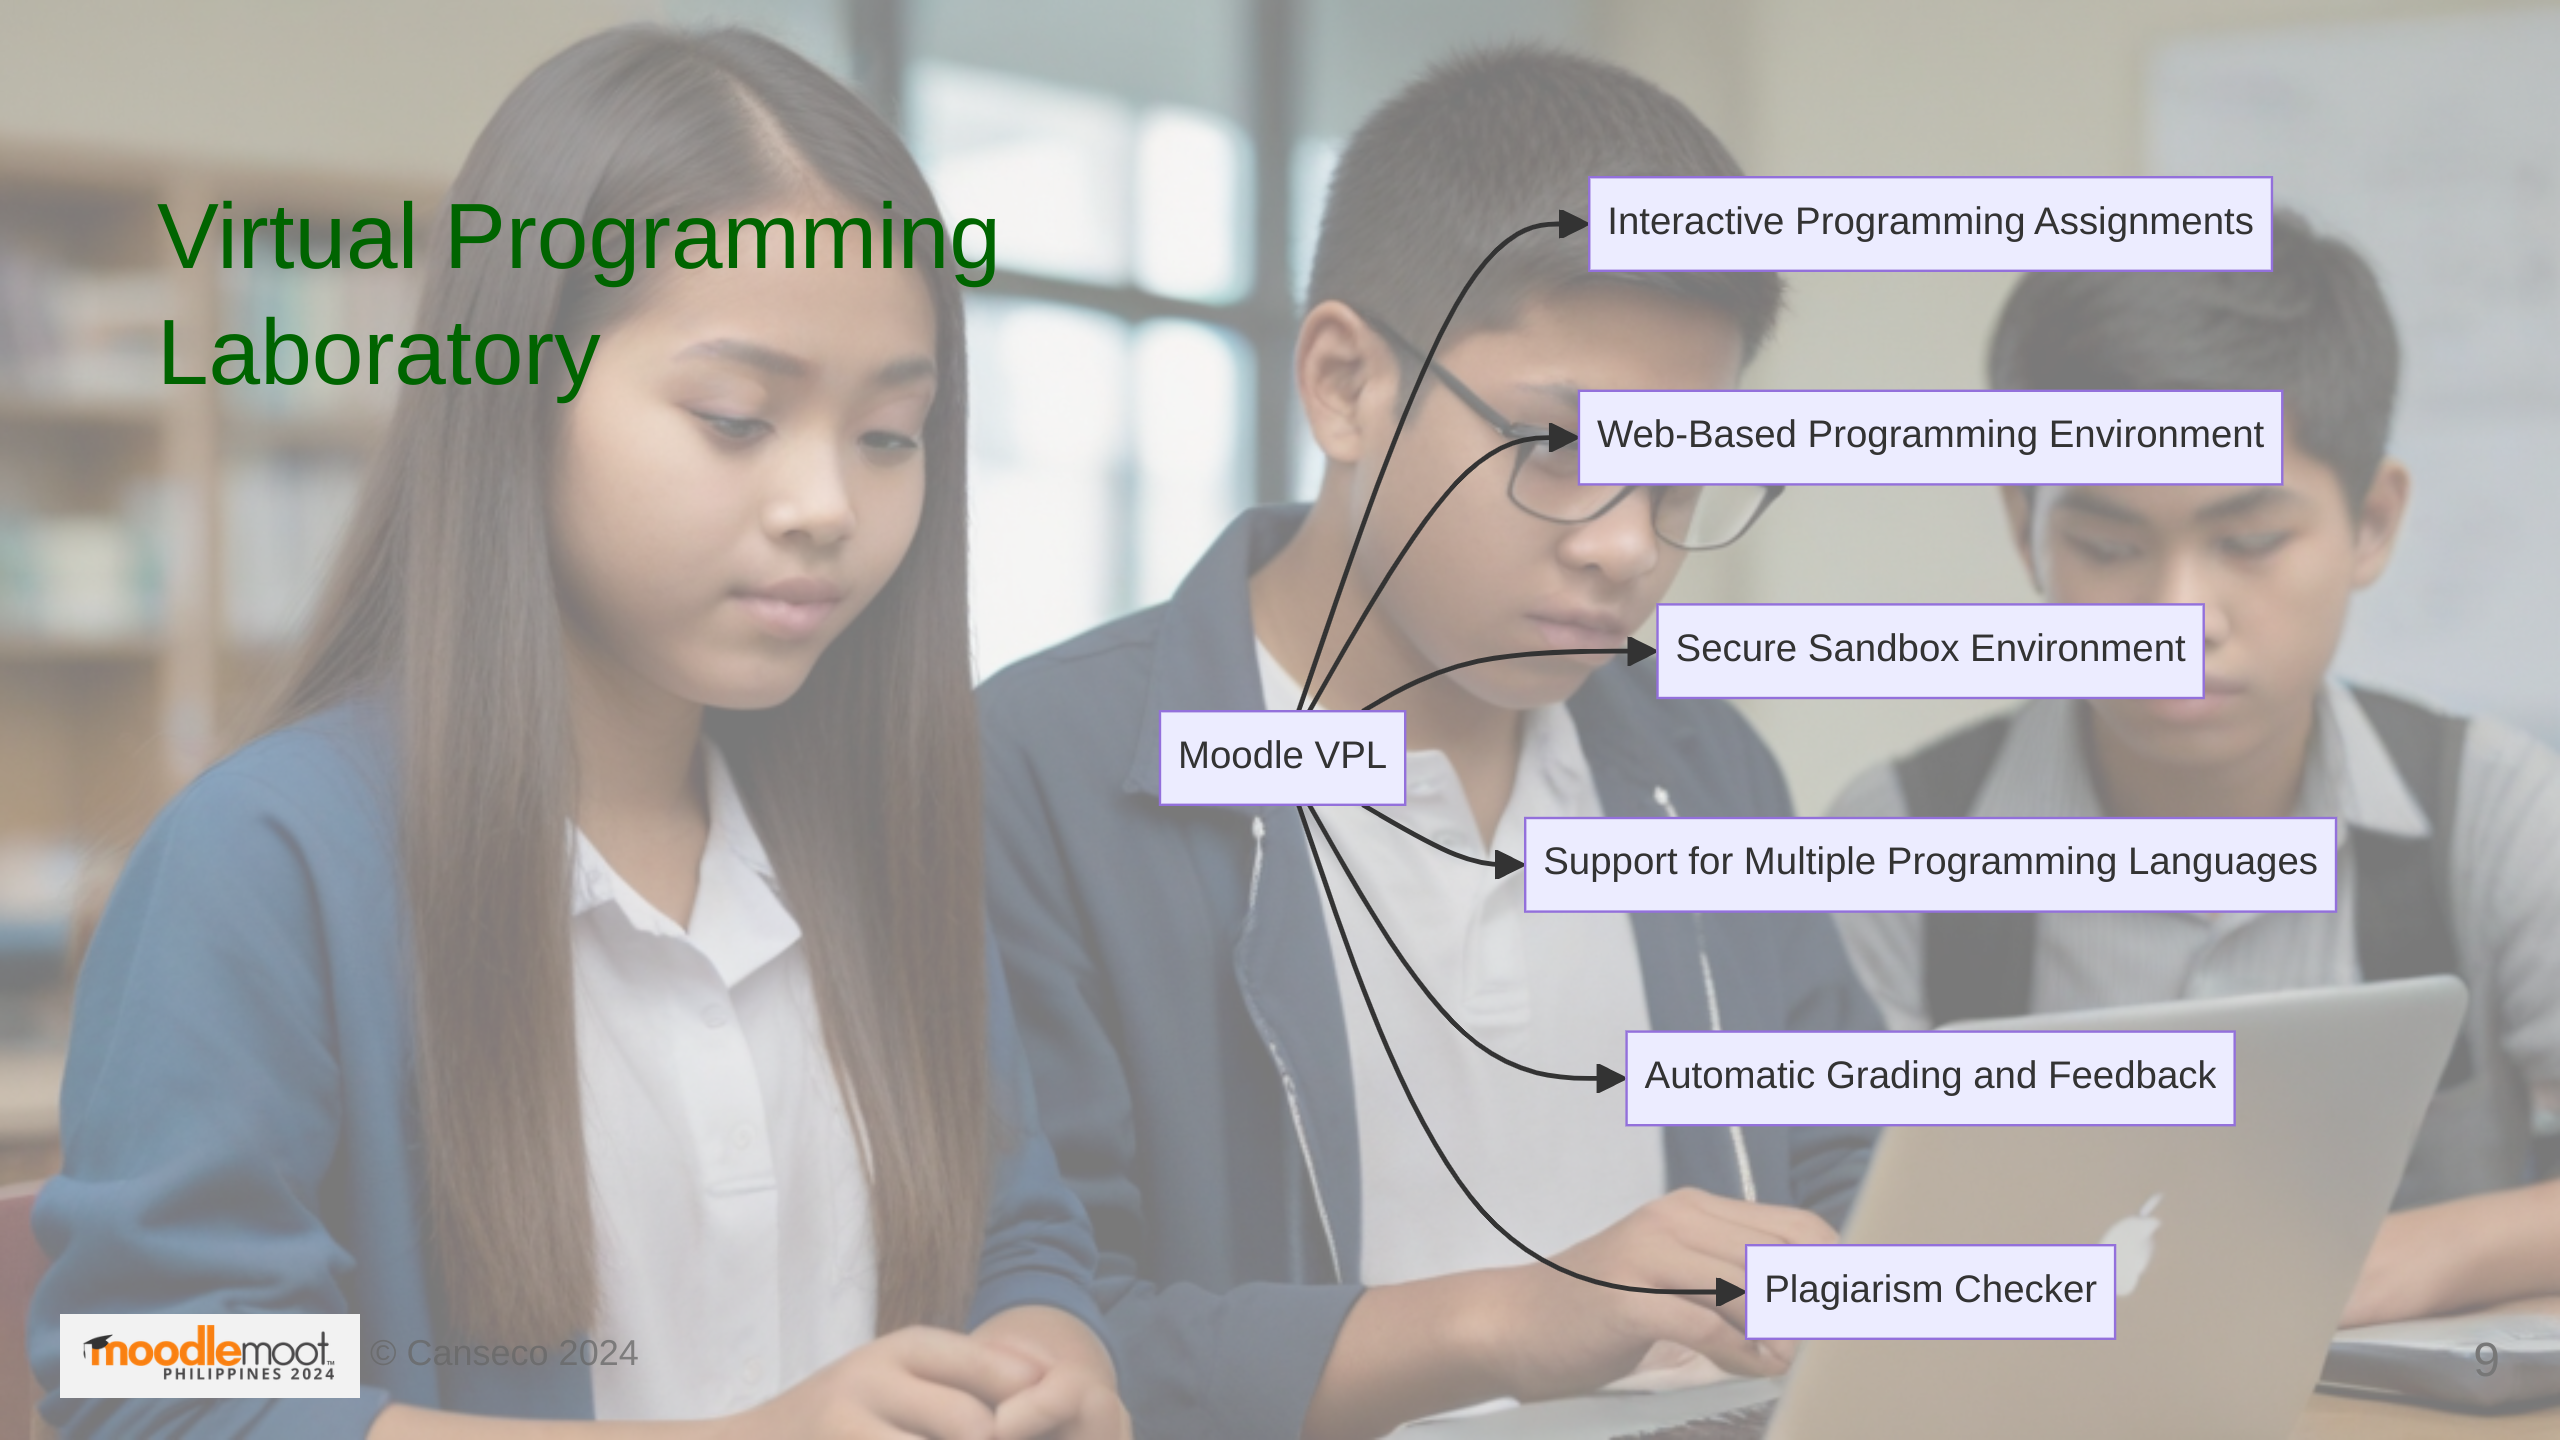 Virtual Programming
Laboratory
Interactive Programming Assignments
Web-Based Programming Environment
Secure Sandbox Environment
Moodle VPL
Support for Multiple Programming Languages
Automatic Grading and Feedback
Plagiarism Checker
moodlemoot™
PHILIPPINES 2024
© Canseco 2024
9